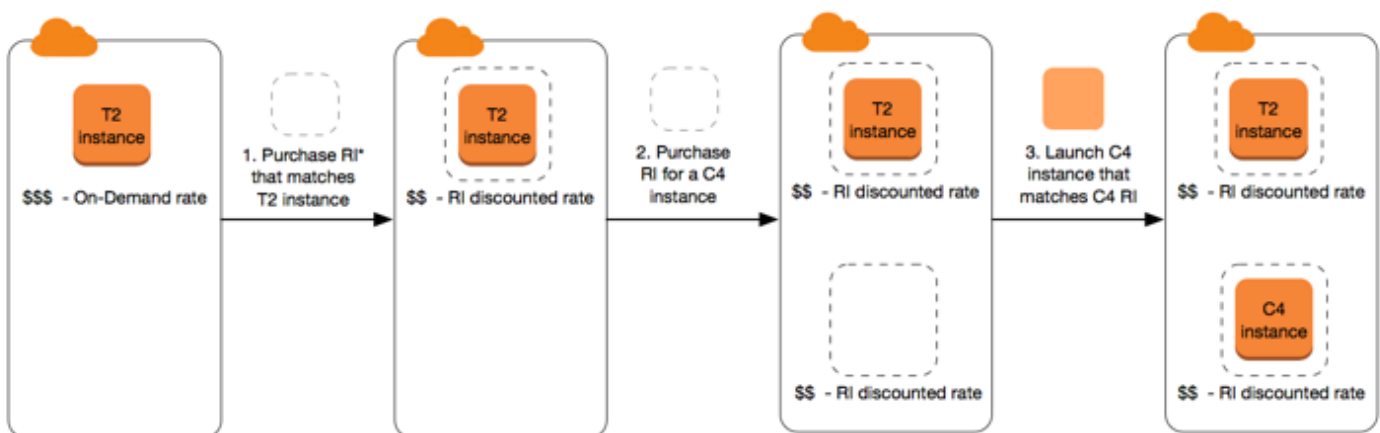 T2
instance
$$$ - On-Demand rate
1. Purchase RI*
that matches
T2 instance
T2
instance
$$ - RI discounted rate
2. Purchase
RI for a C4
instance
T2
instance
$$ - RI discounted rate
$$ - RI discounted rate
3. Launch C4
instance that
matches C4 RI
T2
instance
$$ - RI discounted rate
C4
instance
$$ - RI discounted rate